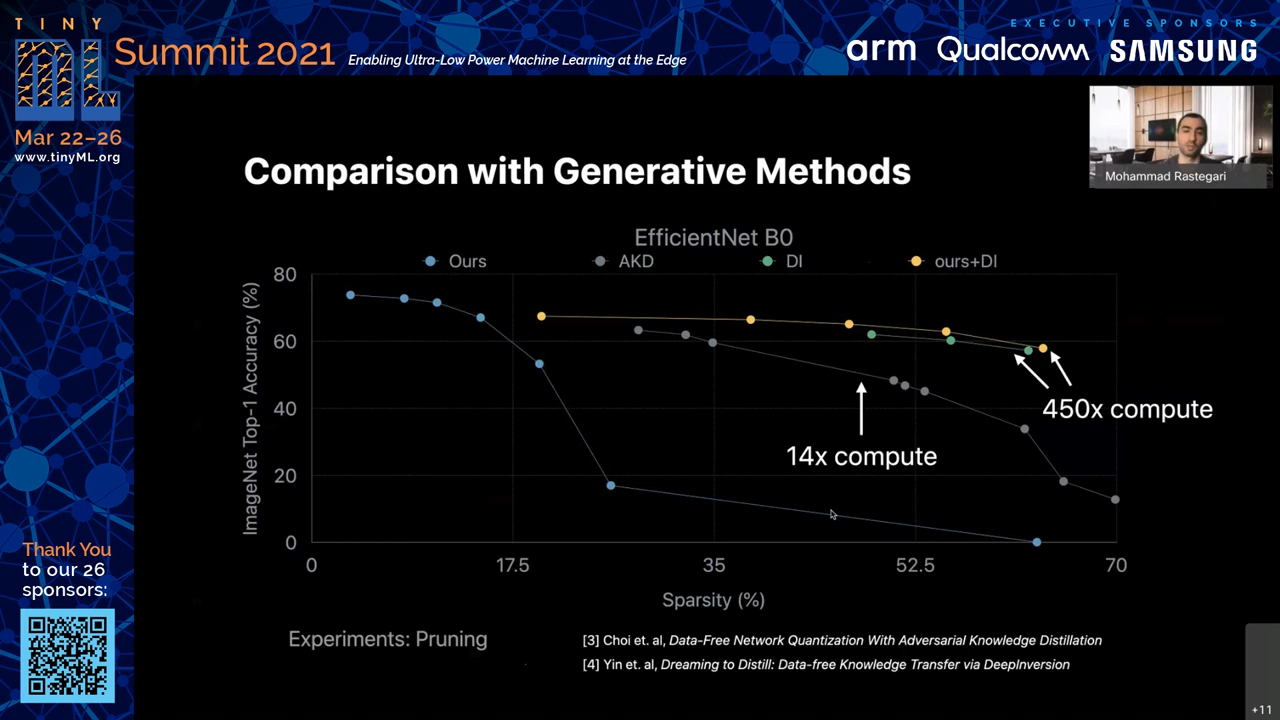 TINY
ML
Summit 2021
Enabling Ultra-Low Power Machine Learning at the Edge
EXECUTIVE SPONSORS
arm Qualcomm SAMSUNG
Mar 22–26
www.tinyML.org
Mohammad Rastegari
Comparison with Generative Methods
EfficientNet B0
Ours AKD DI ours+DI
ImageNet Top-1 Accuracy (%)
80
60
40
20
0
450x compute
14x compute
0 17.5 35 52.5 70
Sparsity (%)
Experiments: Pruning
[3] Choi et. al, Data-Free Network Quantization With Adversarial Knowledge Distillation
[4] Yin et. al, Dreaming to Distill: Data-free Knowledge Transfer via DeepInversion
Thank You
to our 26
sponsors:
+11